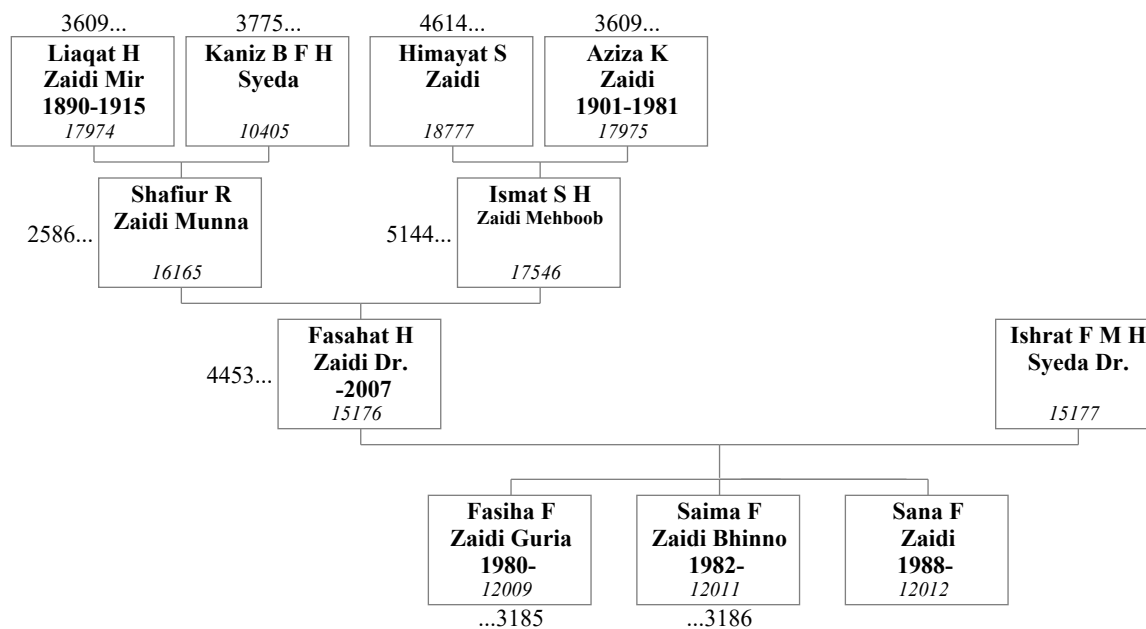 3609...
3775...
4614...
3609...
Liaqat H
Zaidi Mir
1890-1915
17974
Kaniz B F H
Syeda
10405
Himayat S
Zaidi
18777
Aziza K
Zaidi
1901-1981
17975
2586...
Shafiur R
Zaidi Munna
16165
5144...
Ismat S H
Zaidi Mehboob
17546
4453...
Fasahat H
Zaidi Dr.
-2007
15176
Ishrat F M H
Syeda Dr.
15177
Fasiha F
Zaidi Guria
1980-
12009
...3185
Saima F
Zaidi Bhinno
1982-
12011
...3186
Sana F
Zaidi
1988-
12012